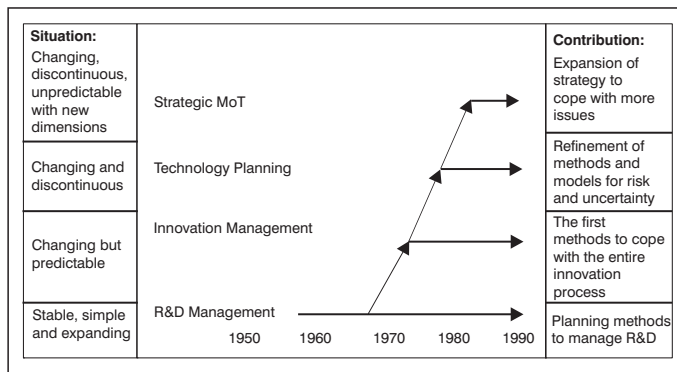 Situation:
Changing,
discontinuous,
unpredictable
with new
dimensions
Changing and
discontinuous
Changing but
predictable
Stable, simple
and expanding
Strategic MoT
Technology Planning
Innovation Management
R&D Management
1950 1960 1970 1980 1990
Contribution:
Expansion of
strategy to
cope with more
issues
Refinement of
methods and
models for risk
and uncertainty
The first
methods to cope
with the entire
innovation
process
Planning methods
to manage R&D